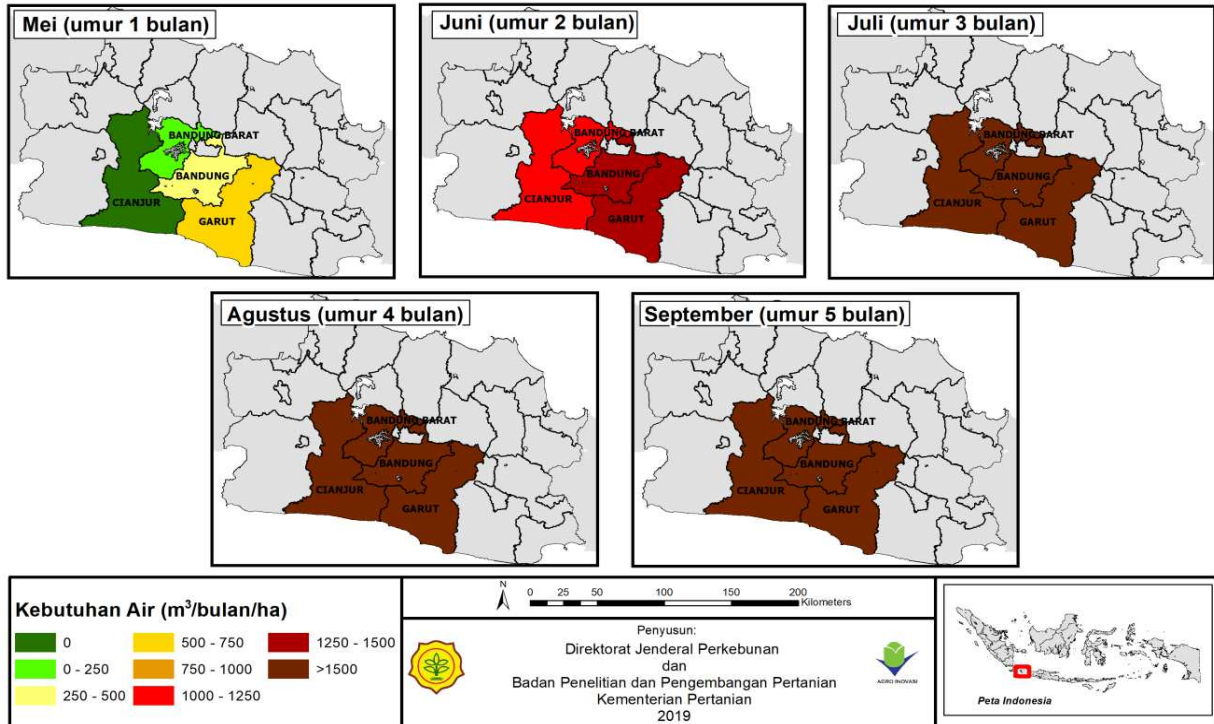 Mei (umur 1 bulan)
BANDUNG BARAT
BANDUNG
CIANJUR
GARUT
Juni (umur 2 bulan)
BANDUNG BARAT
BANDUNG
CIANJUR
GARUT
Juli (umur 3 bulan)
BANDUNG BARAT
BANDUNG
CIANJUR
GARUT
Agustus (umur 4 bulan)
BANDUNG BARAT
BANDUNG
CIANJUR
GARUT
September (umur 5 bulan)
BANDUNG BARAT
BANDUNG
CIANJUR
GARUT
Kebutuhan Air (m³/bulan/ha)
0
0 - 250
250 - 500
500 - 750
750 - 1000
1000 - 1250
1250 - 1500
>1500
N
0 25 50 100 150 200
Kilometers
Penyusun:
Direktorat Jenderal Perkebunan
dan
Badan Penelitian dan Pengembangan Pertanian
Kementerian Pertanian
2019
AGRO INOVASI
Peta Indonesia